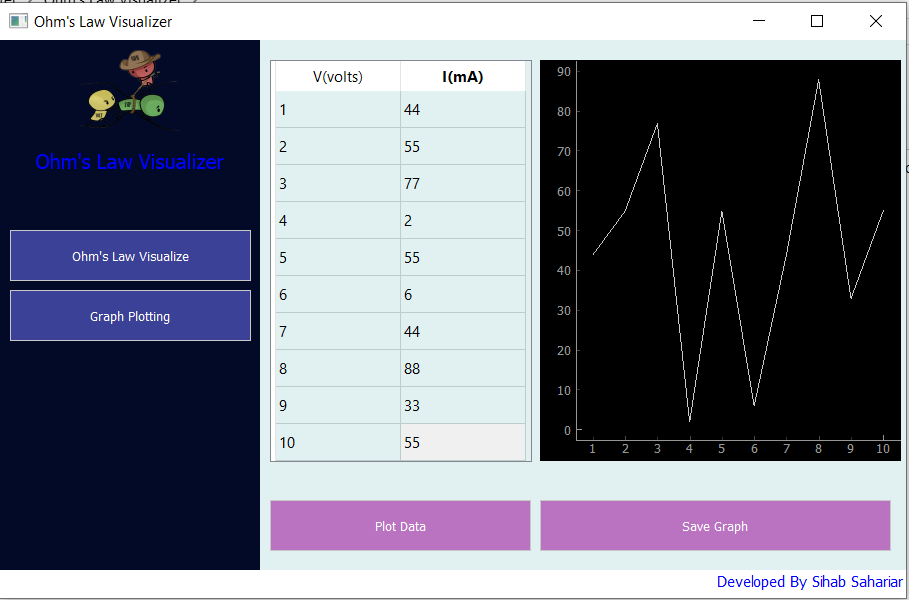 Ohm's Law Visualizer
Ohm's Law Visualizer
Ohm's Law Visualize
Graph Plotting
V(volts) I(mA)
1 44
2 55
3 77
4 2
5 55
6 6
7 44
8 88
9 33
10 55
90
80
70
60
50
40
30
20
10
0
1 2 3 4 5 6 7 8 9 10
Plot Data
Save Graph
Developed By Sihab Sahariar